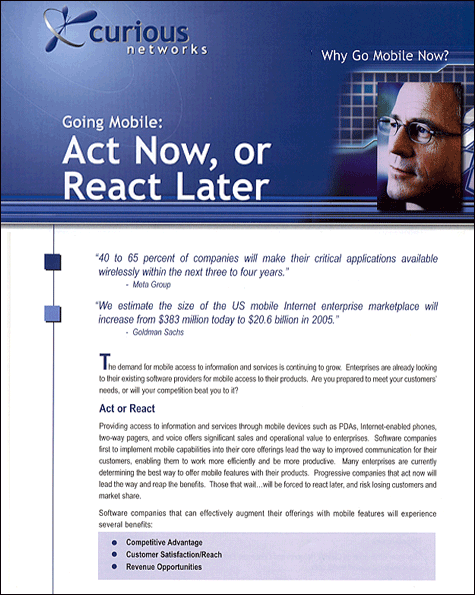 curious
networks
Why Go Mobile Now?
Going Mobile:
Act Now, or
React Later
"40 to 65 percent of companies will make their critical applications available
wirelessly within the next three to four years."
- Meta Group
"We estimate the size of the US mobile Internet enterprise marketplace will
increase from $383 million today to $20.6 billion in 2005."
- Goldman Sachs
The demand for mobile access to information and services is continuing to grow. Enterprises are already looking
to their existing software providers for mobile access to their products. Are you prepared to meet your customers'
needs, or will your competition beat you to it?
Act or React
Providing access to information and services through mobile devices such as PDAs, Internet-enabled phones,
two-way pagers, and voice offers significant sales and operational value to enterprises. Software companies
first to implement mobile capabilities into their core offerings lead the way to improved communication for their
customers, enabling them to work more efficiently and be more productive. Many enterprises are currently
determining the best way to offer mobile features with their products. Progressive companies that act now will
lead the way and reap the benefits. Those that wait...will be forced to react later, and risk losing customers and
market share.
Software companies that can effectively augment their offerings with mobile features will experience
several benefits:
● Competitive Advantage
● Customer Satisfaction/Reach
● Revenue Opportunities